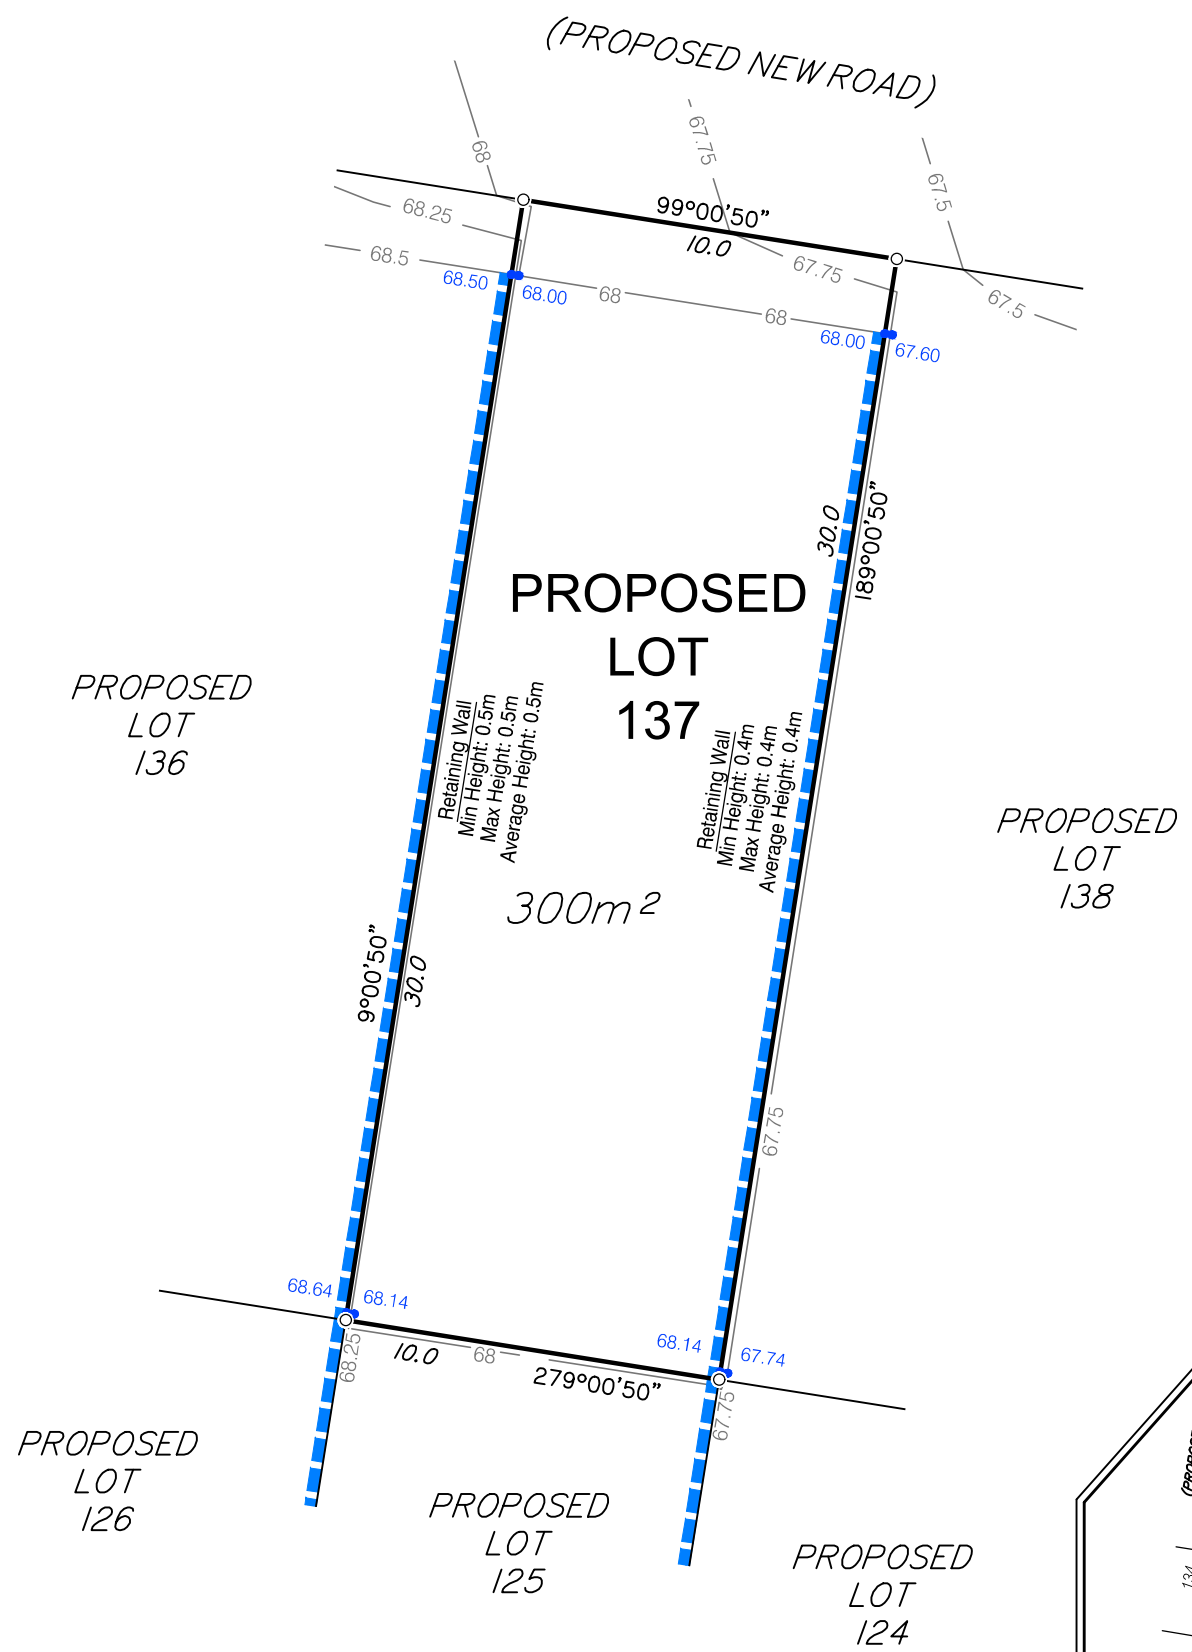 (PROPOSED NEW ROAD)
68
67.75
67.5
68.25
99°00'50"
10.0
68.5
67.75
67.5
68.50
68.00
68
68
68.00
67.60
30.0
189°00'50"
PROPOSED
LOT
137
PROPOSED
LOT
136
Retaining Wall
Min Height: 0.5m
Max Height: 0.5m
Average Height: 0.5m
Retaining Wall
Min Height: 0.4m
Max Height: 0.4m
Average Height: 0.4m
PROPOSED
LOT
138
300m²
9°00'50"
30.0
67.75
68.64
68.14
68.25
10.0
68
279°00'50"
68.14
67.74
67.75
PROPOSED
LOT
126
PROPOSED
LOT
125
PROPOSED
LOT
124
134